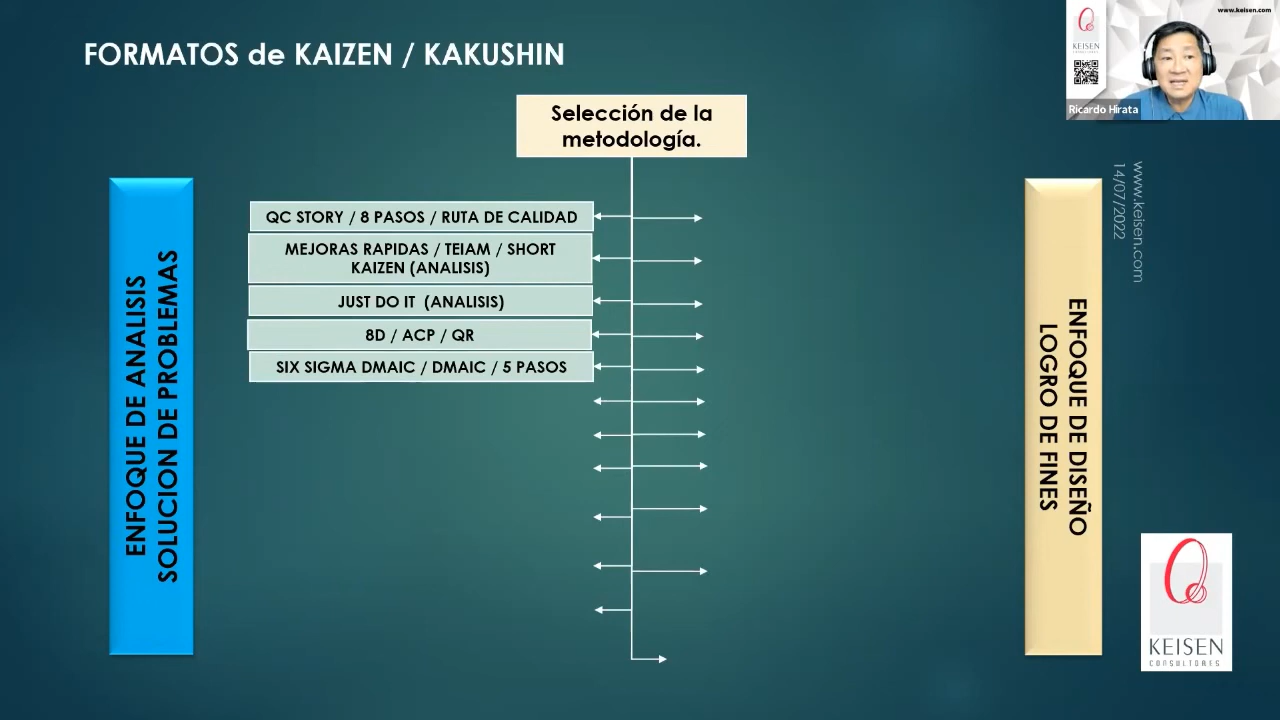 FORMATOS de KAIZEN / KAKUSHIN
www.keisen.com
KEISEN
CONSULTORES
Ricardo Hirata
Selección de la
metodología.
ENFOQUE DE ANALISIS
SOLUCION DE PROBLEMAS
QC STORY / 8 PASOS / RUTA DE CALIDAD
MEJORAS RAPIDAS / TEIAM / SHORT
KAIZEN (ANALISIS)
JUST DO IT (ANALISIS)
8D / ACP / QR
SIX SIGMA DMAIC / DMAIC / 5 PASOS
ENFOQUE DE DISEÑO
LOGRO DE FINES
www.keisen.com
14/07/2022
KEISEN
CONSULTORES